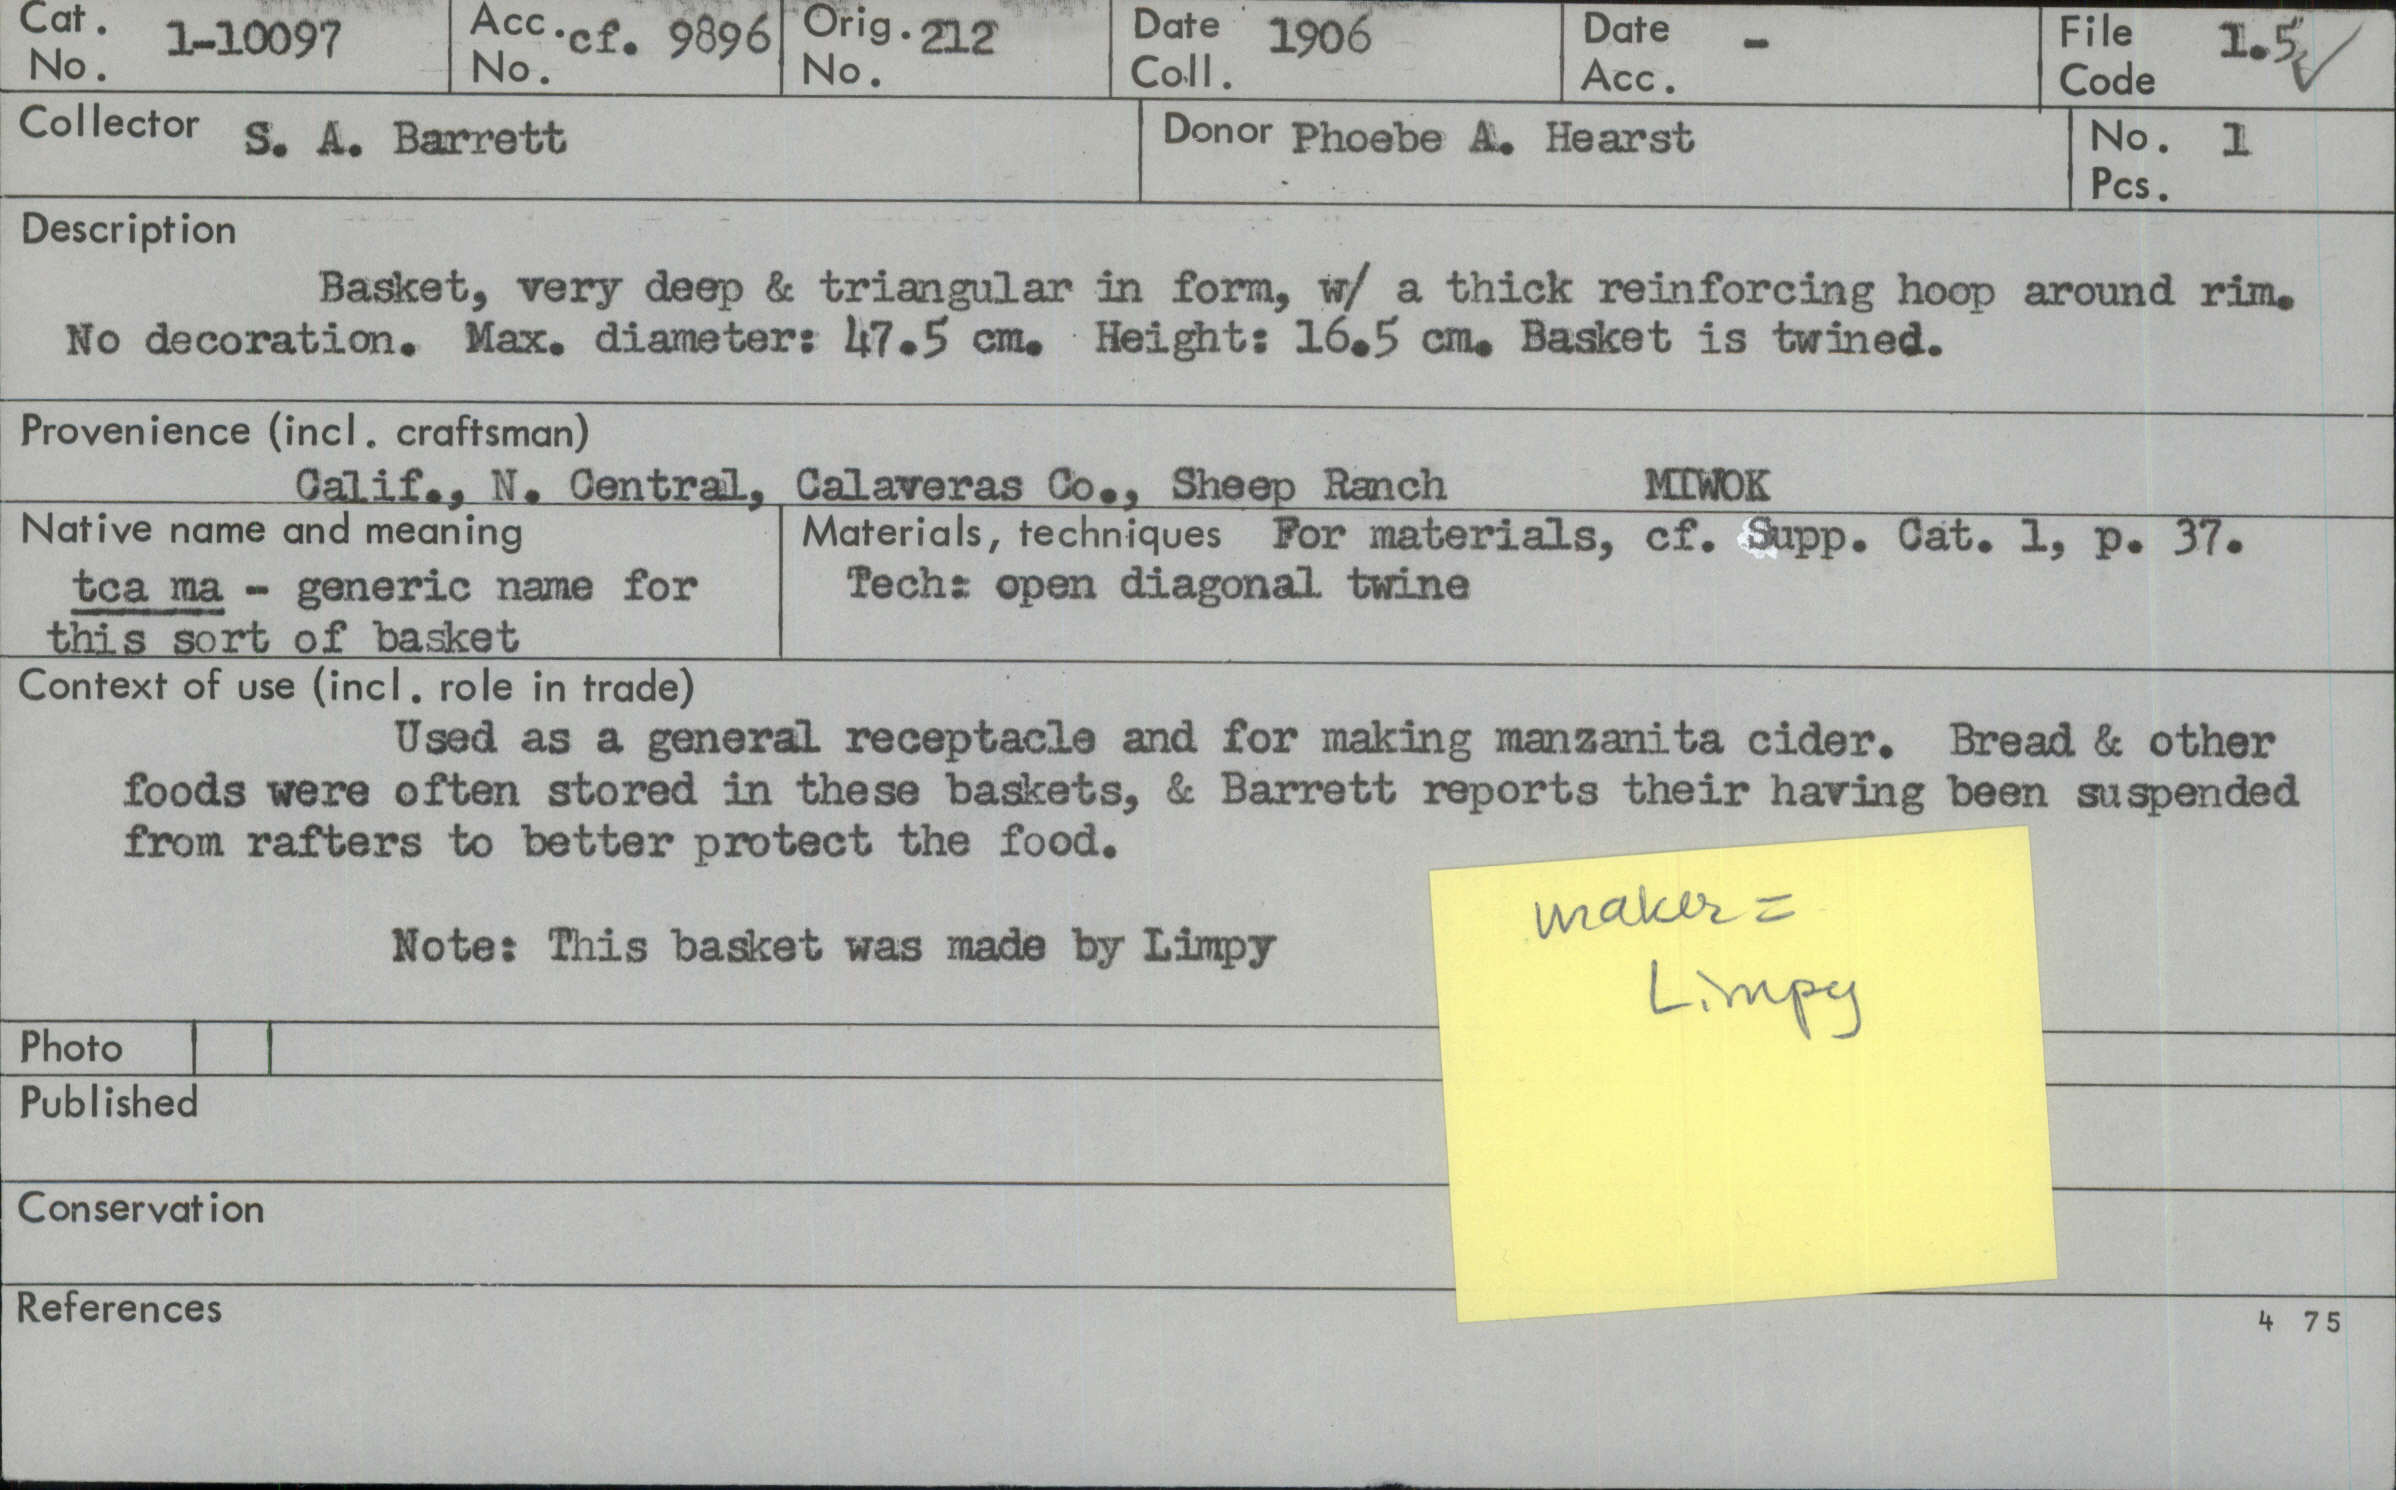 Cat. No. 1-10097
Acc. No. cf. 9896
Orig. No. 212
Date Coll. 1906
Date Acc. -
File Code 1.5 ✓
Collector S. A. Barrett
Donor Phoebe A. Hearst
No. Pcs. 1
Description
Basket, very deep & triangular in form, w/ a thick reinforcing hoop around rim.
No decoration. Max. diameter: 47.5 cm. Height: 16.5 cm. Basket is twined.
Provenience (incl. craftsman)
Calif., N. Central, Calaveras Co., Sheep Ranch MIWOK
Native name and meaning
tca ma - generic name for
this sort of basket
Materials, techniques For materials, cf. Supp. Cat. 1, p. 37.
Tech: open diagonal twine
Context of use (incl. role in trade)
Used as a general receptacle and for making manzanita cider. Bread & other
foods were often stored in these baskets, & Barrett reports their having been suspended
from rafters to better protect the food.
Note: This basket was made by Limpy
maker =
Limpy
Photo
Published
Conservation
References
4 75